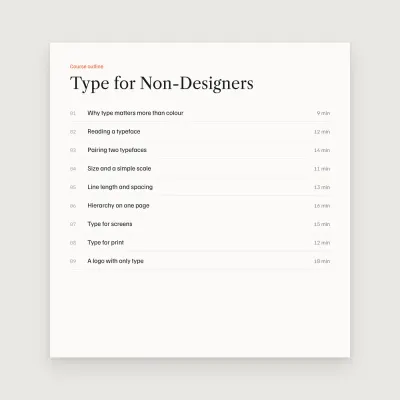 Course outline
Type for Non-Designers
01 Why type matters more than colour 9 min
02 Reading a typeface 12 min
03 Pairing two typefaces 14 min
04 Size and a simple scale 11 min
05 Line length and spacing 13 min
06 Hierarchy on one page 16 min
07 Type for screens 15 min
08 Type for print 12 min
09 A logo with only type 18 min